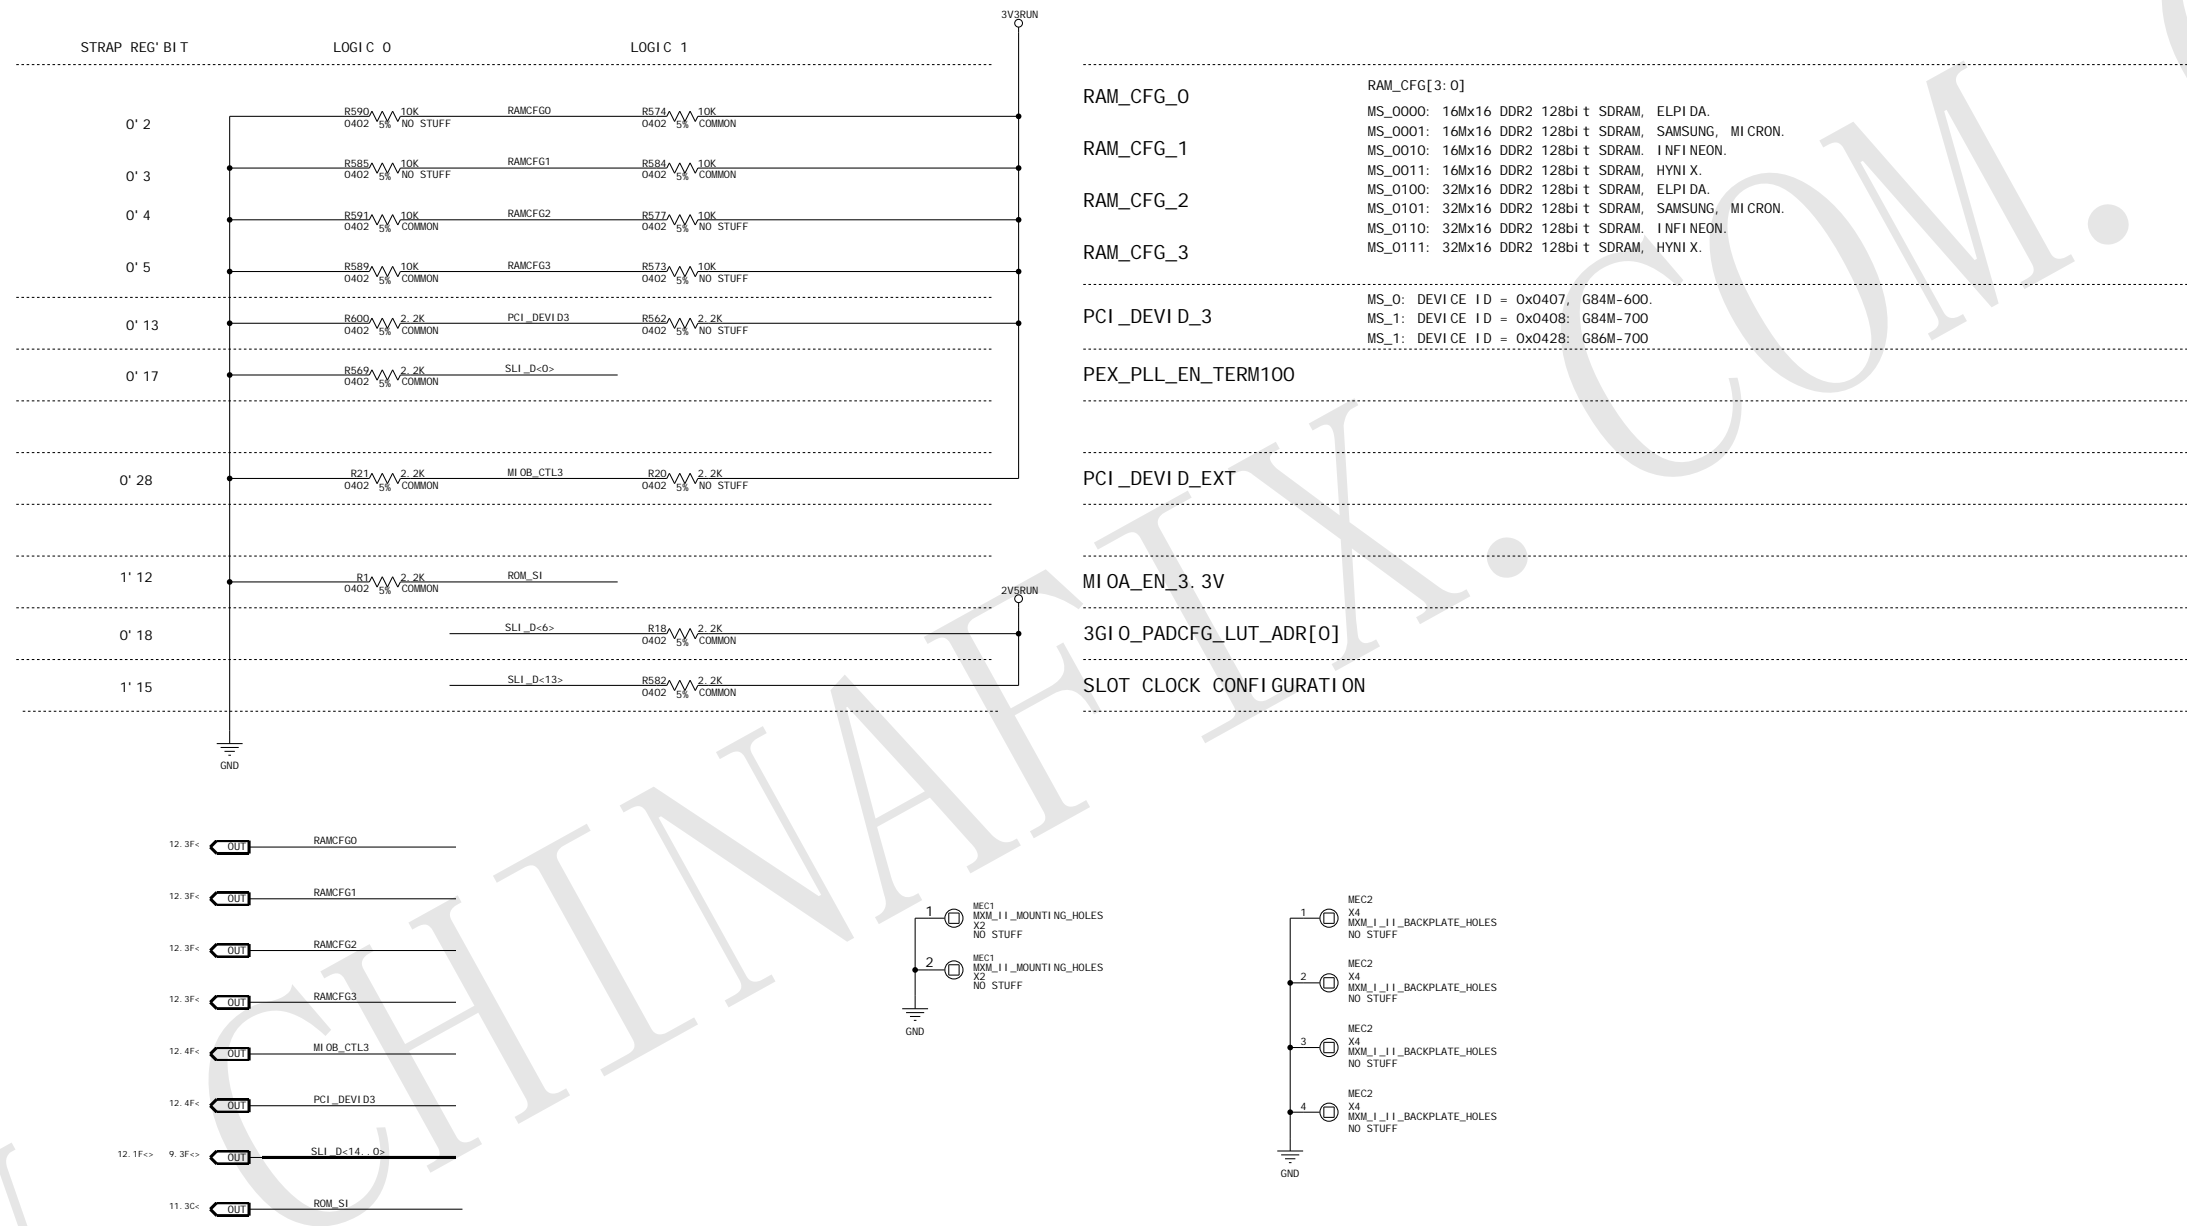 3V3RUN
STRAP REG'BIT LOGIC 0 LOGIC 1
RAM_CFG_0 RAM_CFG[3:0]
0'2 R590 10K 0402 5% NO STUFF RAMCFG0 R574 10K 0402 5% COMMON
MS_0000: 16Mx16 DDR2 128bit SDRAM, ELPIDA.
MS_0001: 16Mx16 DDR2 128bit SDRAM, SAMSUNG, MICRON.
RAM_CFG_1
MS_0010: 16Mx16 DDR2 128bit SDRAM. INFINEON.
0'3 R585 10K 0402 5% NO STUFF RAMCFG1 R584 10K 0402 5% COMMON
MS_0011: 16Mx16 DDR2 128bit SDRAM, HYNIX.
MS_0100: 32Mx16 DDR2 128bit SDRAM, ELPIDA.
RAM_CFG_2
MS_0101: 32Mx16 DDR2 128bit SDRAM, SAMSUNG, MICRON.
0'4 R591 10K 0402 5% COMMON RAMCFG2 R577 10K 0402 5% NO STUFF
MS_0110: 32Mx16 DDR2 128bit SDRAM. INFINEON.
RAM_CFG_3
MS_0111: 32Mx16 DDR2 128bit SDRAM, HYNIX.
0'5 R589 10K 0402 5% COMMON RAMCFG3 R573 10K 0402 5% NO STUFF
MS_0: DEVICE ID = 0x0407, G84M-600.
0'13 R600 2.2K 0402 5% COMMON PCI_DEVID3 R562 2.2K 0402 5% NO STUFF
PCI_DEVID_3 MS_1: DEVICE ID = 0x0408: G84M-700
MS_1: DEVICE ID = 0x0428: G86M-700
0'17 R569 2.2K 0402 5% COMMON SLI_D<0>
PEX_PLL_EN_TERM100
0'28 R21 2.2K 0402 5% COMMON MIOB_CTL3 R20 2.2K 0402 5% NO STUFF
PCI_DEVID_EXT
1'12 R1 2.2K 0402 5% COMMON ROM_SI
MIOA_EN_3.3V
2V5RUN
0'18 SLI_D<6> R18 2.2K 0402 5% COMMON
3GIO_PADCFG_LUT_ADR[0]
1'15 SLI_D<13> R582 2.2K 0402 5% COMMON
SLOT CLOCK CONFIGURATION
GND
12.3F< OUT RAMCFG0
12.3F< OUT RAMCFG1
12.3F< OUT RAMCFG2
12.3F< OUT RAMCFG3
12.4F< OUT MIOB_CTL3
12.4F< OUT PCI_DEVID3
12.1F<> 9.3F<> OUT SLI_D<14..0>
11.3C< OUT ROM_SI
1 MEC1
MXM_II_MOUNTING_HOLES
X2
NO STUFF
2 MEC1
MXM_II_MOUNTING_HOLES
X2
NO STUFF
GND
MEC2
1 X4
MXM_I_II_BACKPLATE_HOLES
NO STUFF
MEC2
2 X4
MXM_I_II_BACKPLATE_HOLES
NO STUFF
MEC2
3 X4
MXM_I_II_BACKPLATE_HOLES
NO STUFF
MEC2
4 X4
MXM_I_II_BACKPLATE_HOLES
NO STUFF
GND
CHINAFIX.COM.